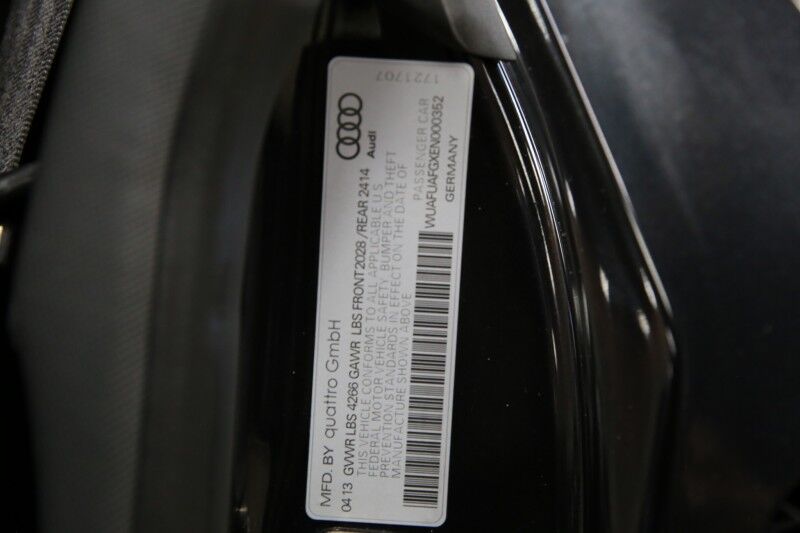 MFD. BY quattro GmbH
04 13 GVWR LBS 4266 GAWR LBS FRONT 2028 /REAR 2414
THIS VEHICLE CONFORMS TO ALL APPLICABLE U.S.
FEDERAL MOTOR VEHICLE SAFETY, BUMPER AND THEFT
PREVENTION STANDARDS IN EFFECT ON THE DATE OF
MANUFACTURE SHOWN ABOVE
Audi
PASSENGER CAR
WUAFUAFGXEN000352
GERMANY
1721707